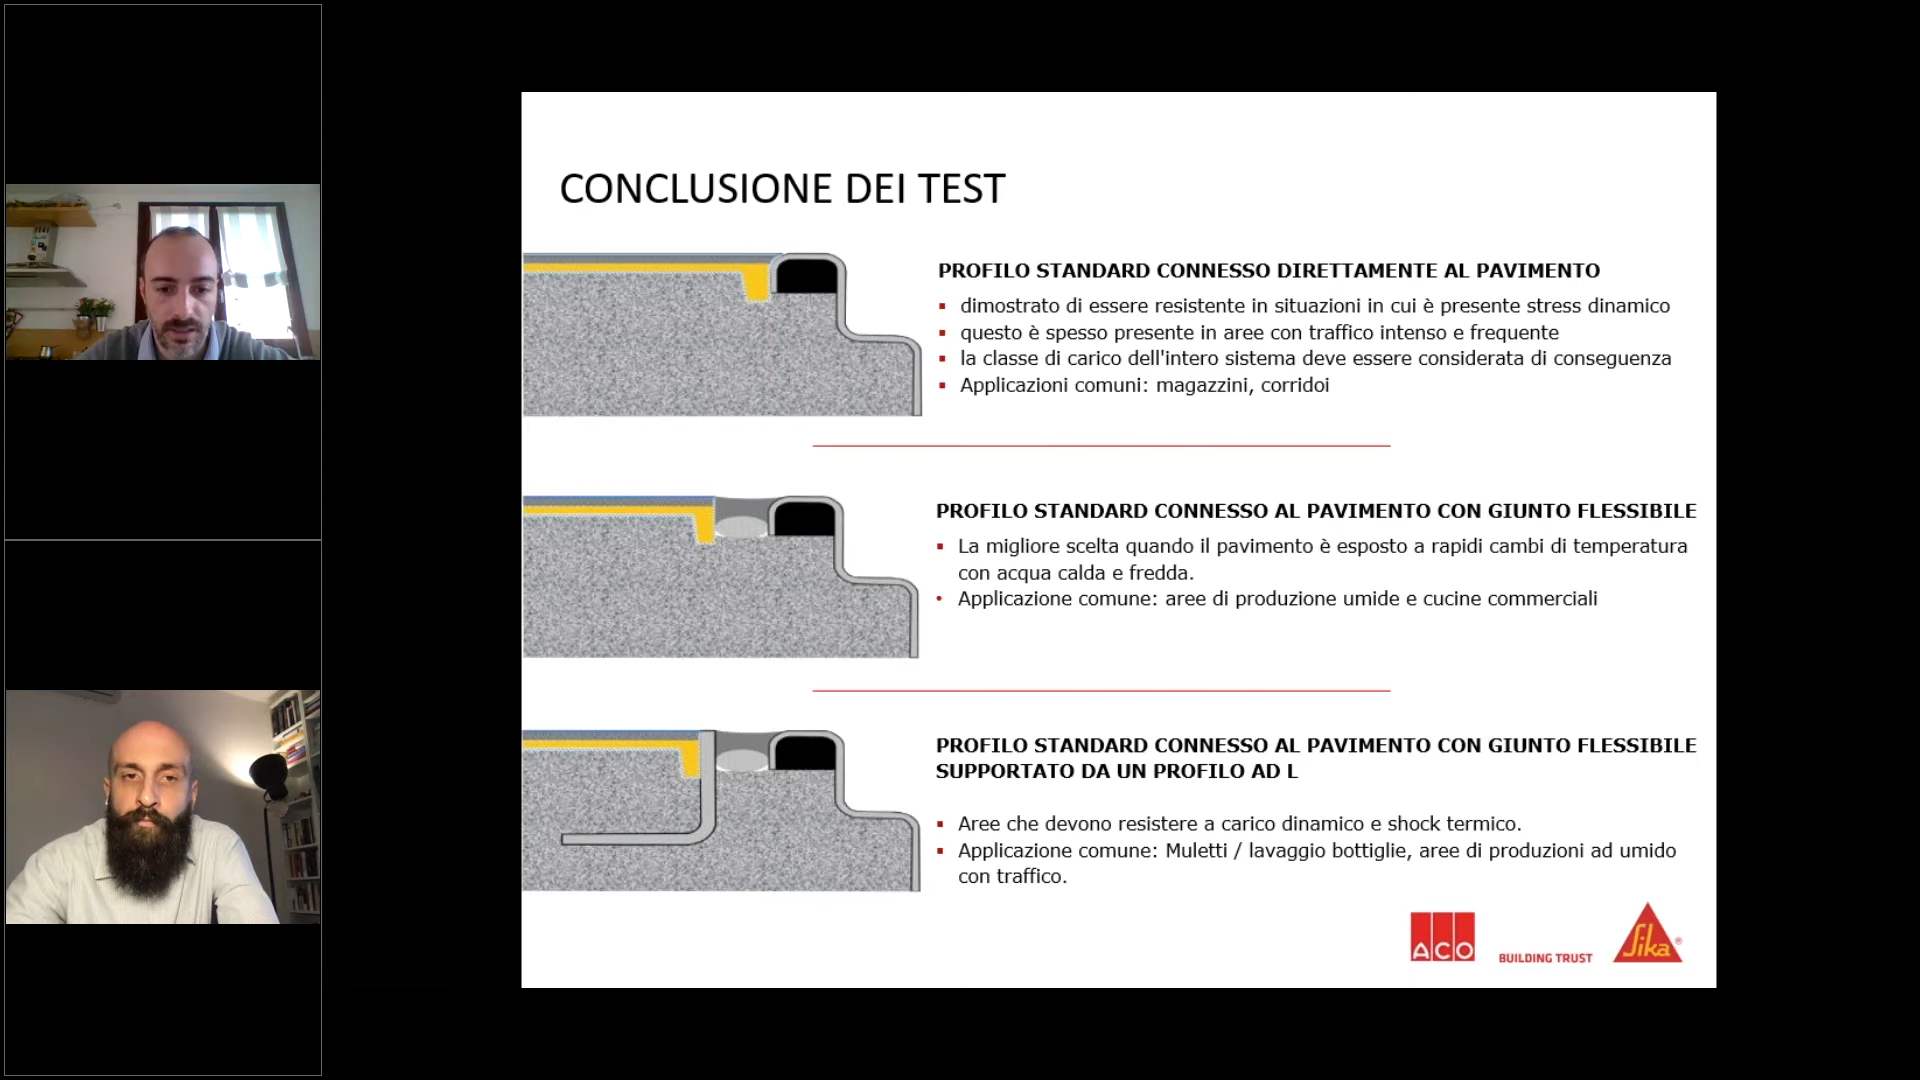 CONCLUSIONE DEI TEST
PROFILO STANDARD CONNESSO DIRETTAMENTE AL PAVIMENTO
▪ dimostrato di essere resistente in situazioni in cui è presente stress dinamico
▪ questo è spesso presente in aree con traffico intenso e frequente
▪ la classe di carico dell'intero sistema deve essere considerata di conseguenza
▪ Applicazioni comuni: magazzini, corridoi
PROFILO STANDARD CONNESSO AL PAVIMENTO CON GIUNTO FLESSIBILE
▪ La migliore scelta quando il pavimento è esposto a rapidi cambi di temperatura
con acqua calda e fredda.
• Applicazione comune: aree di produzione umide e cucine commerciali
PROFILO STANDARD CONNESSO AL PAVIMENTO CON GIUNTO FLESSIBILE
SUPPORTATO DA UN PROFILO AD L
▪ Aree che devono resistere a carico dinamico e shock termico.
▪ Applicazione comune: Muletti / lavaggio bottiglie, aree di produzioni ad umido
con traffico.
ACO
BUILDING TRUST
Sika®